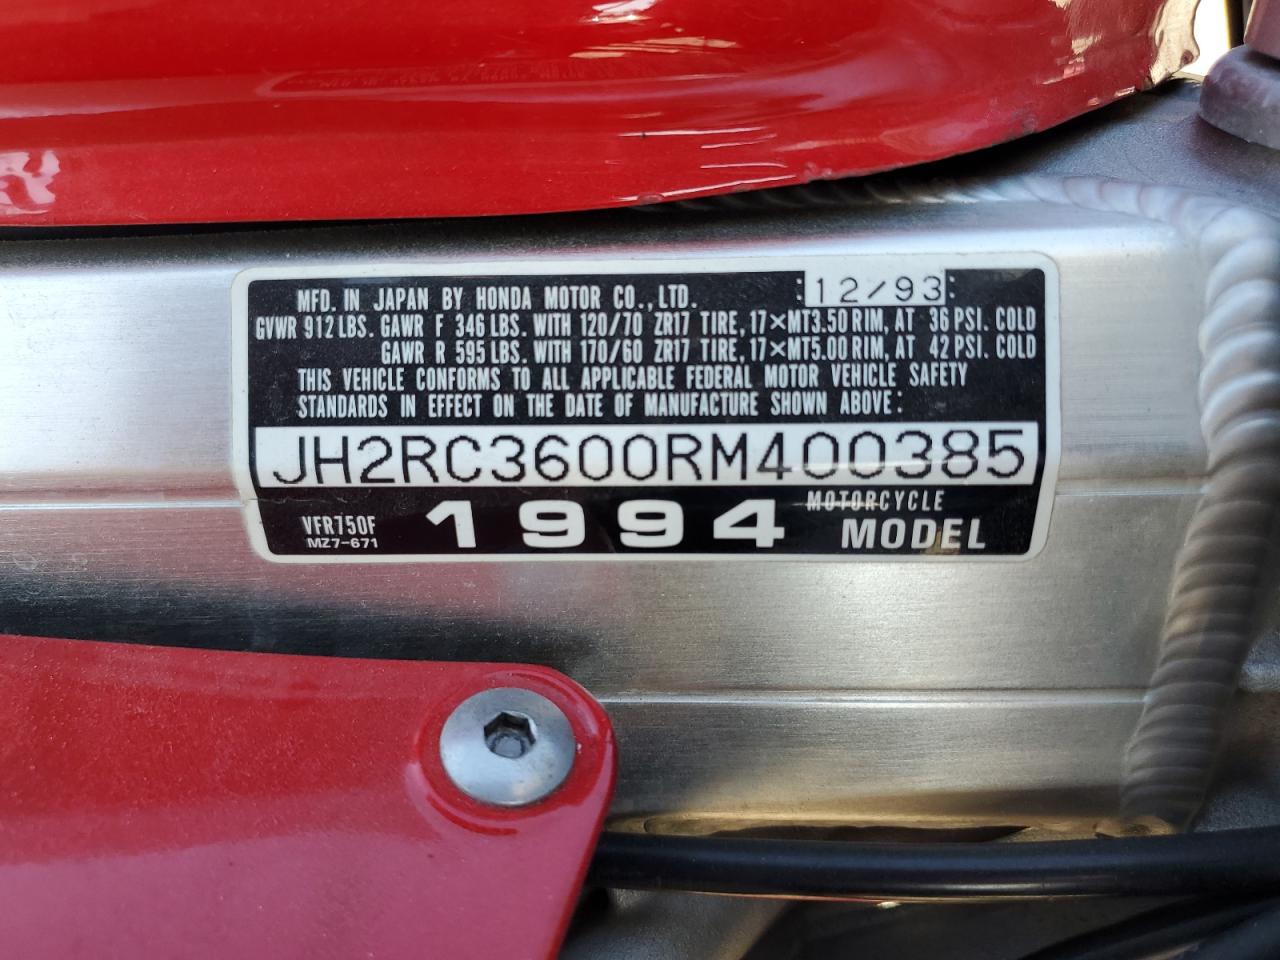 MFD. IN JAPAN BY HONDA MOTOR CO., LTD. :12/93:
GVWR 912 LBS. GAWR F 346 LBS. WITH 120/70 ZR17 TIRE, 17×MT3.50 RIM, AT 36 PSI. COLD
GAWR R 595 LBS. WITH 170/60 ZR17 TIRE, 17×MT5.00 RIM, AT 42 PSI. COLD
THIS VEHICLE CONFORMS TO ALL APPLICABLE FEDERAL MOTOR VEHICLE SAFETY
STANDARDS IN EFFECT ON THE DATE OF MANUFACTURE SHOWN ABOVE:
JH2RC3600RM400385
MOTORCYCLE
VFR750F 1994 MODEL
MZ7-671